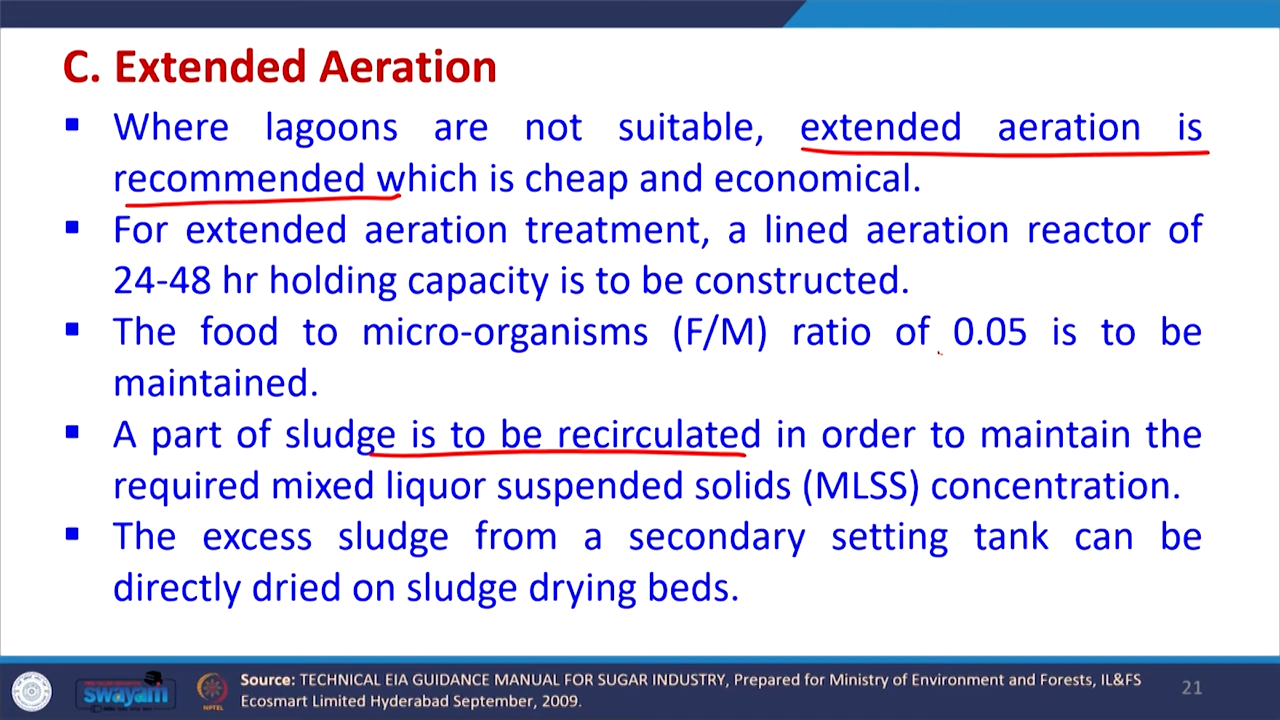 C. Extended Aeration
▪ Where lagoons are not suitable, extended aeration is
recommended which is cheap and economical.
▪ For extended aeration treatment, a lined aeration reactor of
24-48 hr holding capacity is to be constructed.
▪ The food to micro-organisms (F/M) ratio of 0.05 is to be
maintained.
▪ A part of sludge is to be recirculated in order to maintain the
required mixed liquor suspended solids (MLSS) concentration.
▪ The excess sludge from a secondary setting tank can be
directly dried on sludge drying beds.
swayam
NPTEL
Source: TECHNICAL EIA GUIDANCE MANUAL FOR SUGAR INDUSTRY, Prepared for Ministry of Environment and Forests, IL&FS
Ecosmart Limited Hyderabad September, 2009.
21